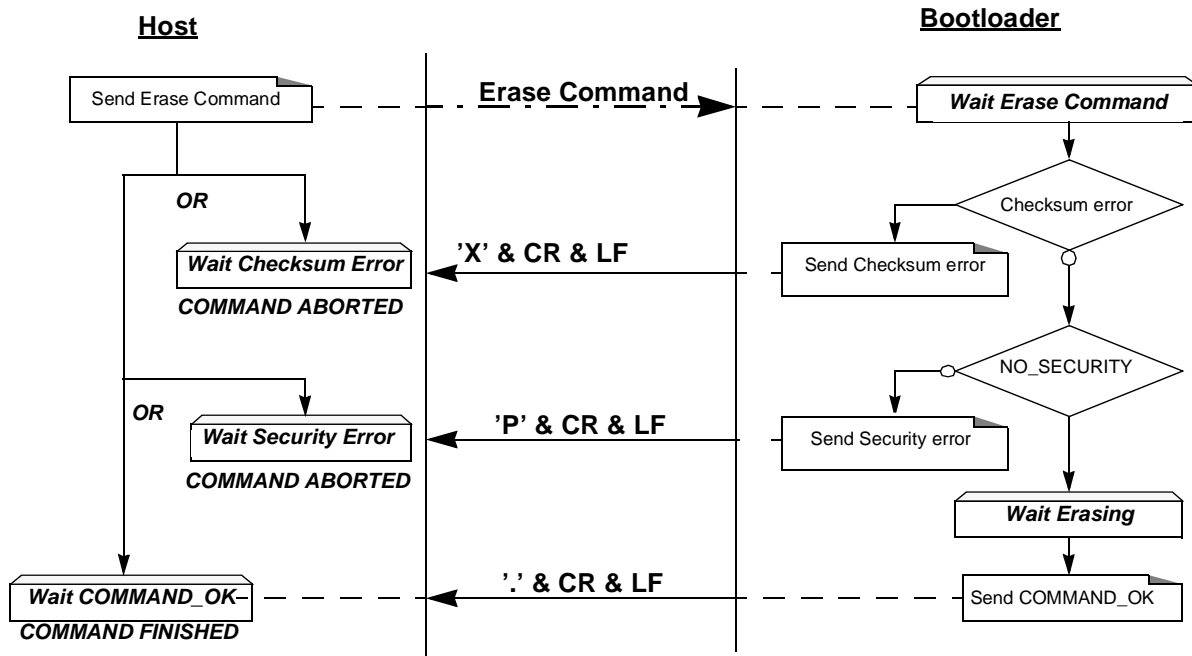 Host
Bootloader
Send Erase Command
Erase Command
Wait Erase Command
OR
Checksum error
Wait Checksum Error
’X’ & CR & LF
Send Checksum error
COMMAND ABORTED
NO_SECURITY
OR
Wait Security Error
’P’ & CR & LF
Send Security error
COMMAND ABORTED
Wait Erasing
Wait COMMAND_OK
’.’ & CR & LF
Send COMMAND_OK
COMMAND FINISHED